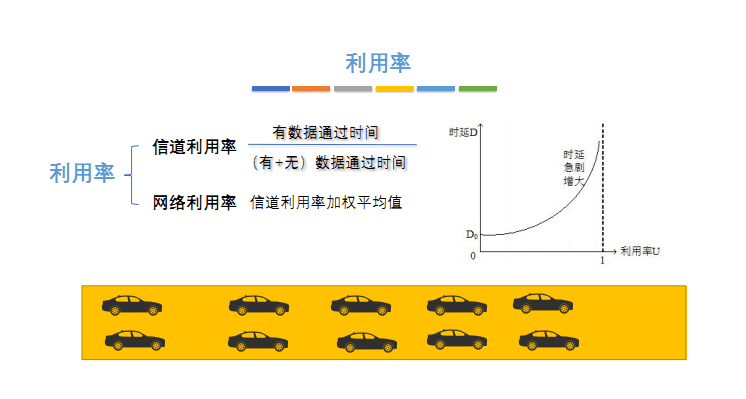 利用率
利用率
信道利用率
有数据通过时间
(有+无）数据通过时间
网络利用率
信道利用率加权平均值
时延D
时延
急剧
增大
D₀
0
1
利用率U